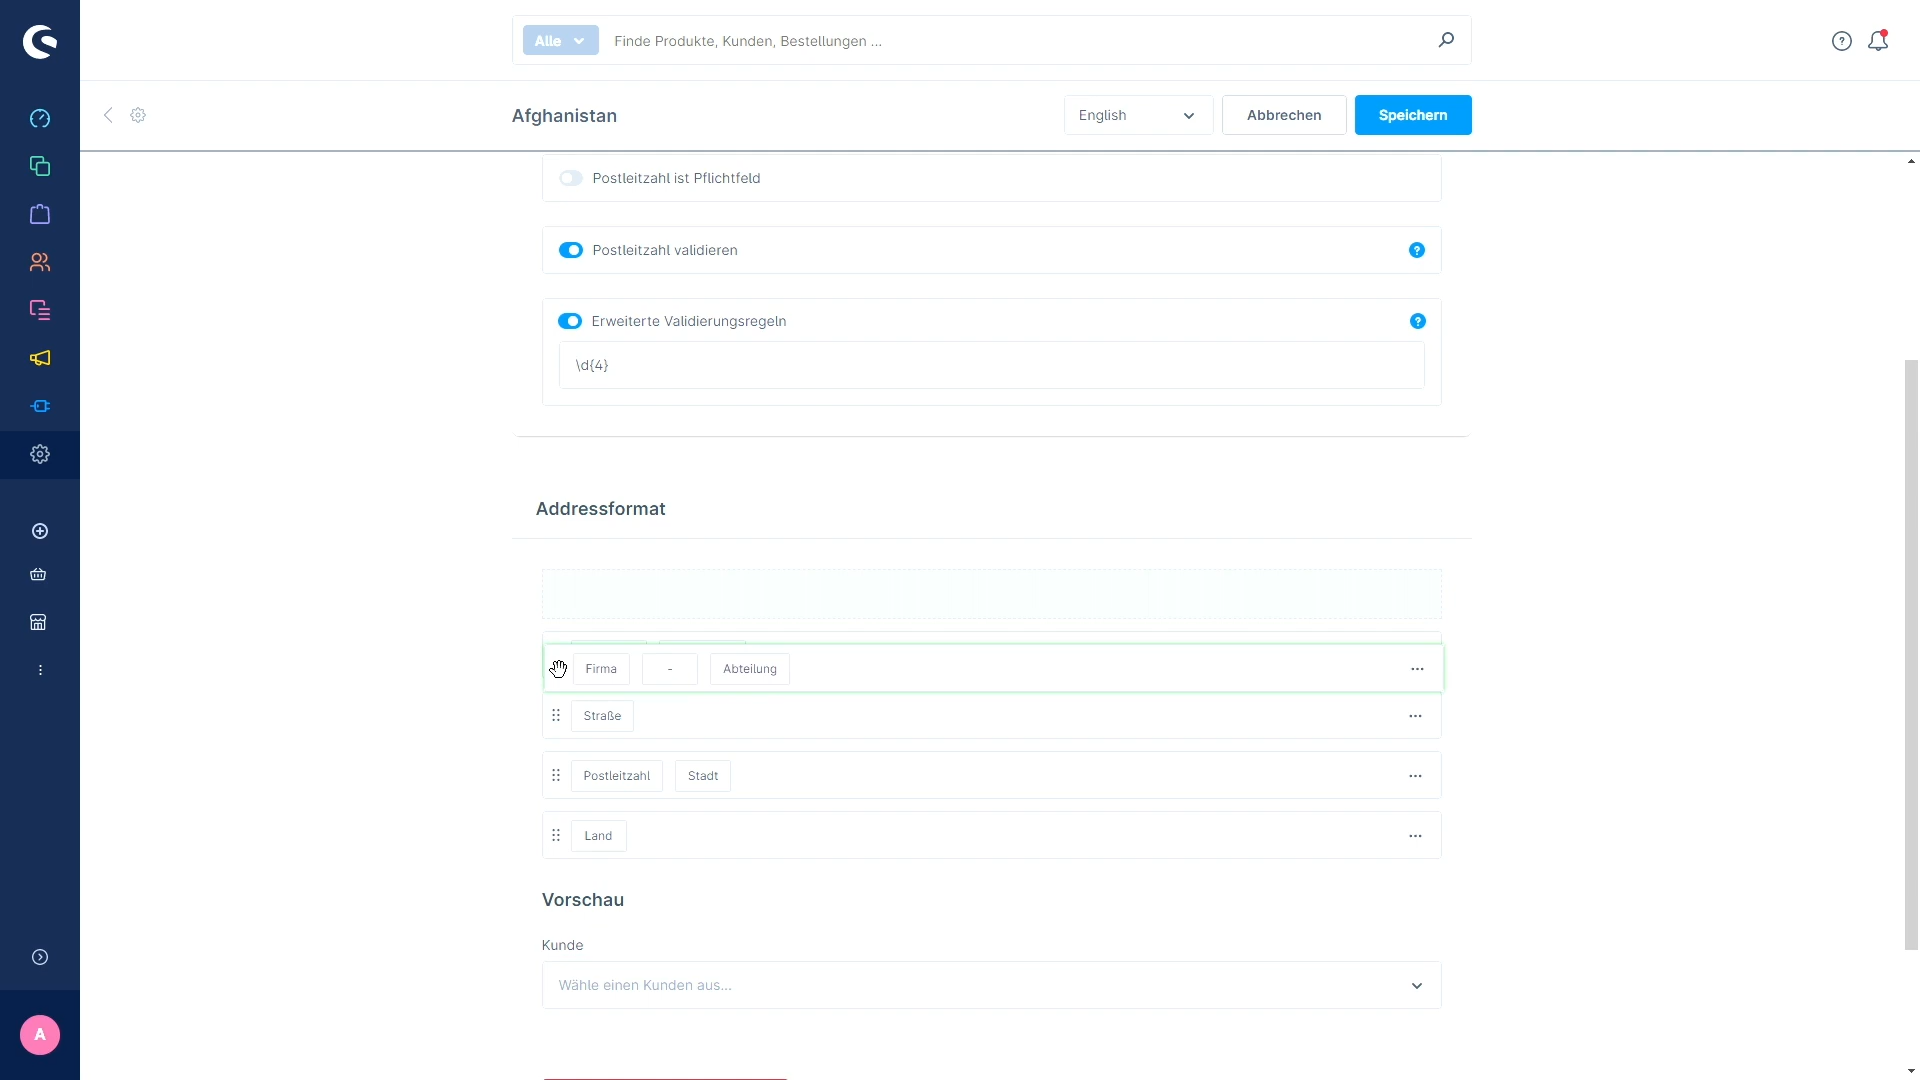 Alle
Finde Produkte, Kunden, Bestellungen ...
Afghanistan
English
Abbrechen
Speichern
Postleitzahl ist Pflichtfeld
Postleitzahl validieren
?
Erweiterte Validierungsregeln
?
\d{4}
Addressformat
Firma - Abteilung ...
Straße ...
Postleitzahl Stadt ...
Land ...
Vorschau
Kunde
Wähle einen Kunden aus...
A